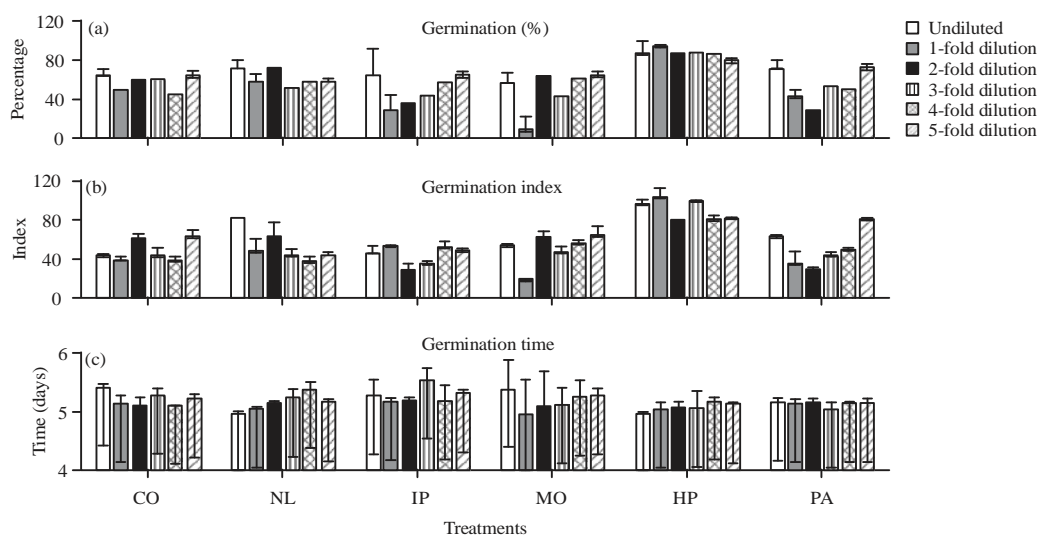 (a) Germination (%)
Percentage
120
80
40
0
Undiluted
1-fold dilution
2-fold dilution
3-fold dilution
4-fold dilution
5-fold dilution
(b) Germination index
Index
120
80
40
0
(c) Germination time
Time (days)
6
5
4
CO NL IP MO HP PA
Treatments